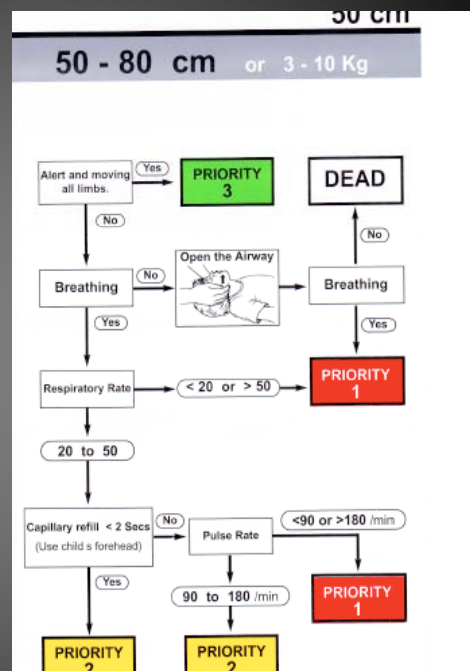 50 cm
50 - 80 cm or 3 - 10 Kg
Alert and moving
all limbs.
Yes
PRIORITY
3
DEAD
No
No
Breathing
No
Open the Airway
Breathing
Yes
Yes
Respiratory Rate
< 20 or > 50
PRIORITY
1
20 to 50
Capillary refill < 2 Secs
(Use child s forehead)
No
Pulse Rate
<90 or >180 /min
Yes
90 to 180 /min
PRIORITY
1
PRIORITY
2
PRIORITY
2